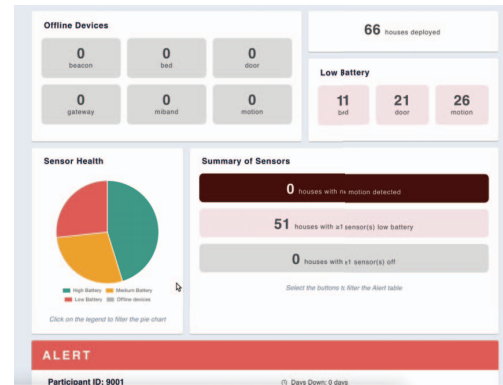 Offline Devices
0
beacon
0
bed
0
door
0
gateway
0
miband
0
motion
66 houses deployed
Low Battery
11
bed
21
door
26
motion
Sensor Health
High Battery
Medium Battery
Low Battery
Offline devices
Click on the legend to filter the pie chart
Summary of Sensors
0 houses with no motion detected
51 houses with ≥1 sensor(s) low battery
0 houses with ≥1 sensor(s) off
Select the buttons to filter the Alert table
ALERT
Participant ID: 9001
Days Down: 0 days